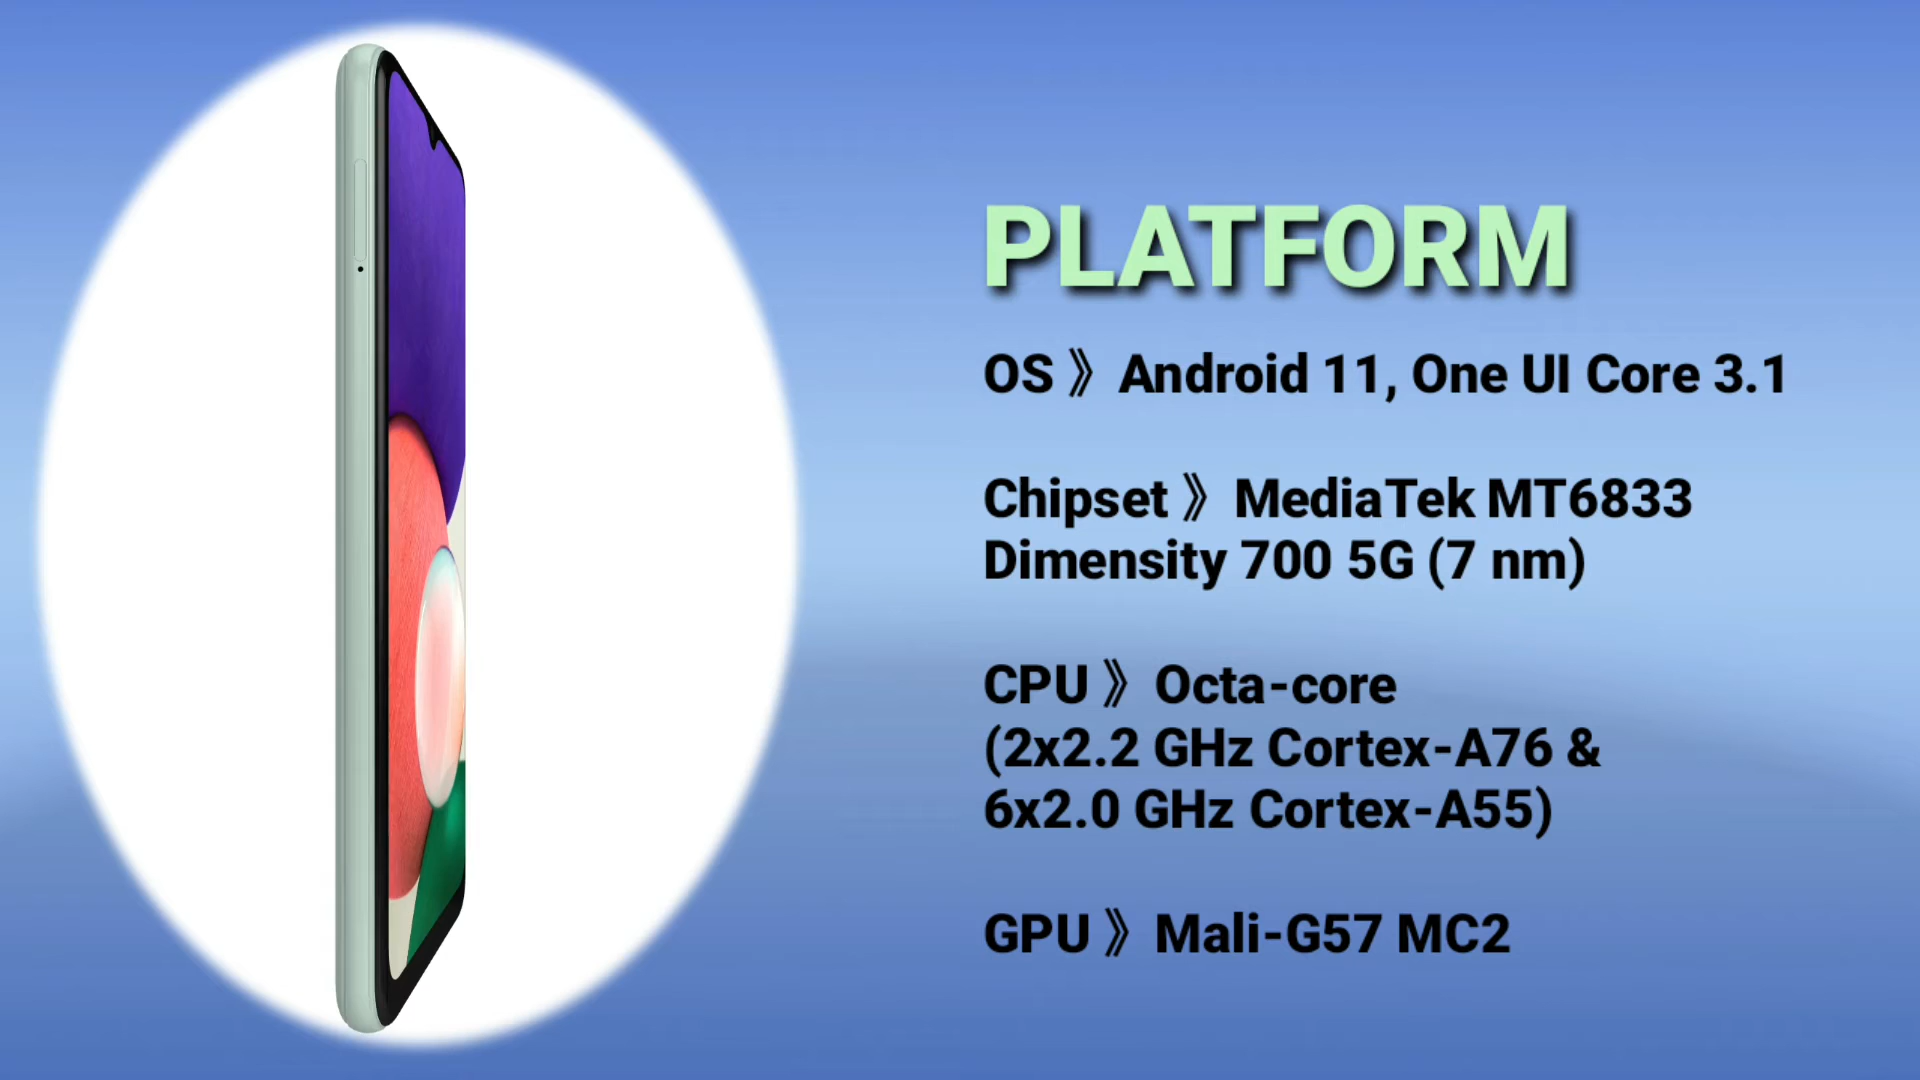 PLATFORM
OS 》 Android 11, One UI Core 3.1
Chipset 》 MediaTek MT6833
Dimensity 700 5G (7 nm)
CPU 》 Octa-core
(2x2.2 GHz Cortex-A76 &
6x2.0 GHz Cortex-A55)
GPU 》 Mali-G57 MC2